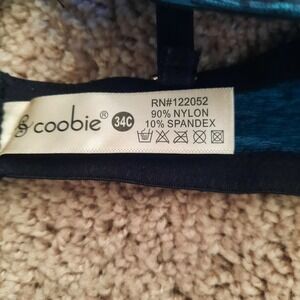 coobie® 34C
RN#122052
90% NYLON
10% SPANDEX